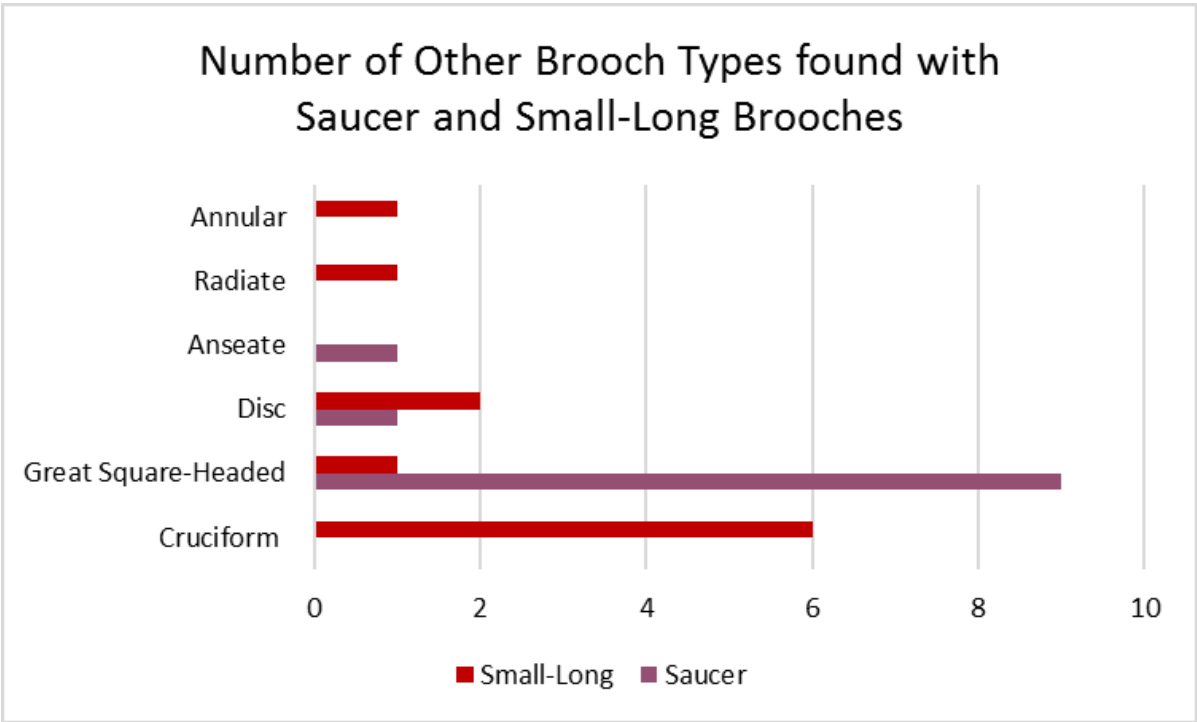 Number of Other Brooch Types found with
Saucer and Small-Long Brooches
Annular
Radiate
Anseate
Disc
Great Square-Headed
Cruciform
0 2 4 6 8 10
Small-Long Saucer